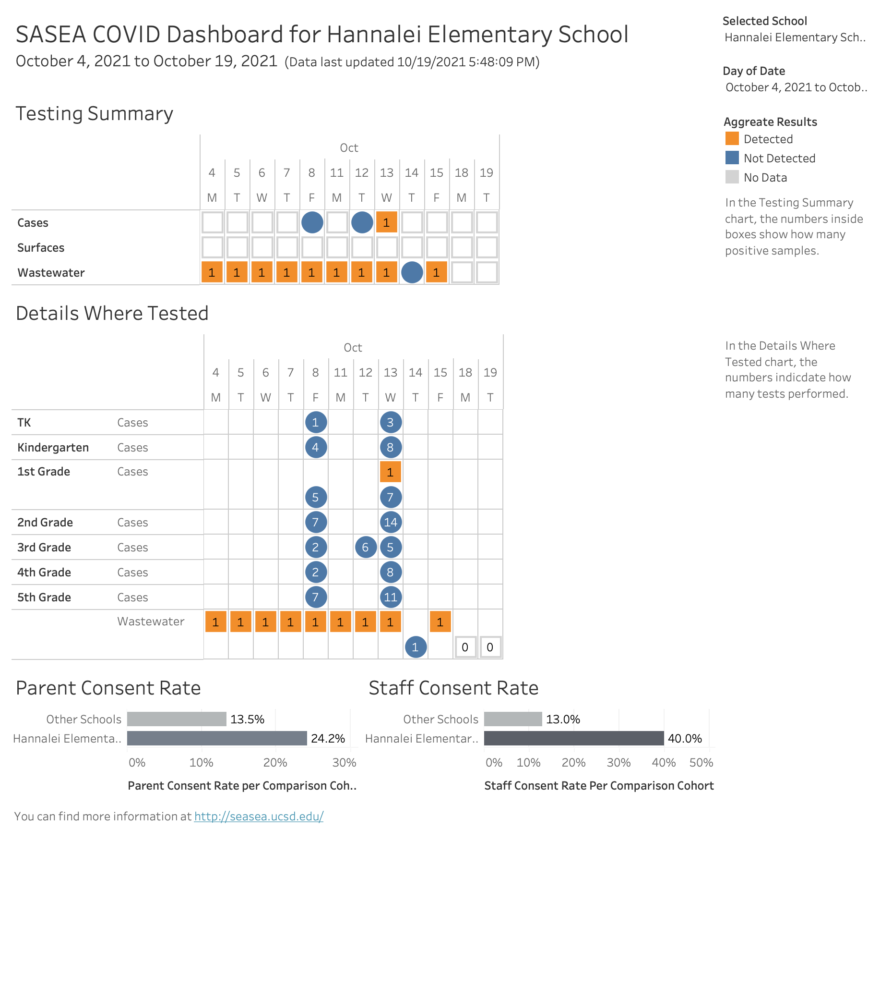 SASEA COVID Dashboard for Hannalei Elementary School
October 4, 2021 to October 19, 2021 (Data last updated 10/19/2021 5:48:09 PM)
Selected School
Hannalei Elementary Sch..
Day of Date
October 4, 2021 to Octob..
Aggreate Results
Detected
Not Detected
No Data
In the Testing Summary
chart, the numbers inside
boxes show how many
positive samples.
Testing Summary
Oct
4 5 6 7 8 11 12 13 14 15 18 19
M T W T F M T W T F M T
Cases 1
Surfaces
Wastewater 1 1 1 1 1 1 1 1 1
Details Where Tested
In the Details Where
Tested chart, the
numbers indicdate how
many tests performed.
Oct
4 5 6 7 8 11 12 13 14 15 18 19
M T W T F M T W T F M T
TK Cases 1 3
Kindergarten Cases 4 8
1st Grade Cases 1
5 7
2nd Grade Cases 7 14
3rd Grade Cases 2 6 5
4th Grade Cases 2 8
5th Grade Cases 7 11
Wastewater 1 1 1 1 1 1 1 1 1
1 0 0
Parent Consent Rate
Other Schools 13.5%
Hannalei Elementa.. 24.2%
0% 10% 20% 30%
Parent Consent Rate per Comparison Coh..
Staff Consent Rate
Other Schools 13.0%
Hannalei Elementar.. 40.0%
0% 10% 20% 30% 40% 50%
Staff Consent Rate Per Comparison Cohort
You can find more information at http://seasea.ucsd.edu/